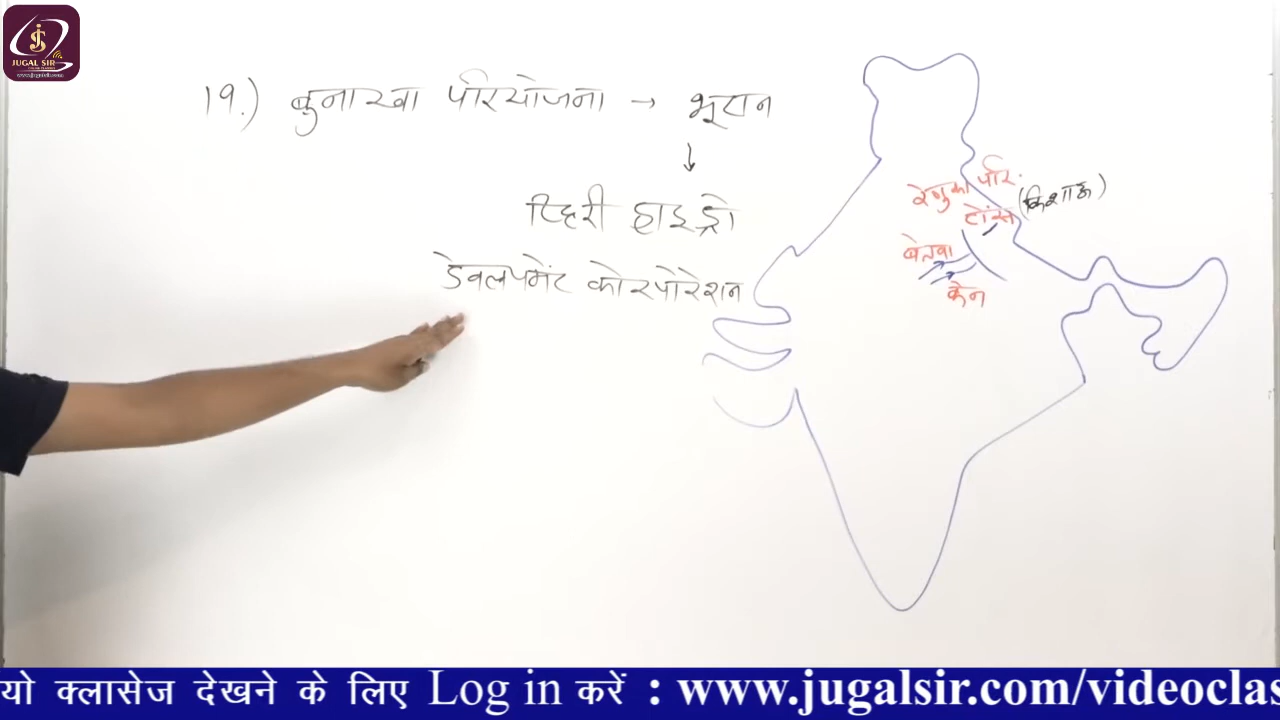 JUGAL SIR
19.) बुनाखा परियोजना → भूटान
↓
टिहरी हाइड्रो
डेवलपमेंट कोरपोरेशन
रेणुका परि.
टोंस (किशाऊ)
बेतवा
केन
यो क्लासेज देखने के लिए Log in करें : www.jugalsir.com/videoclas